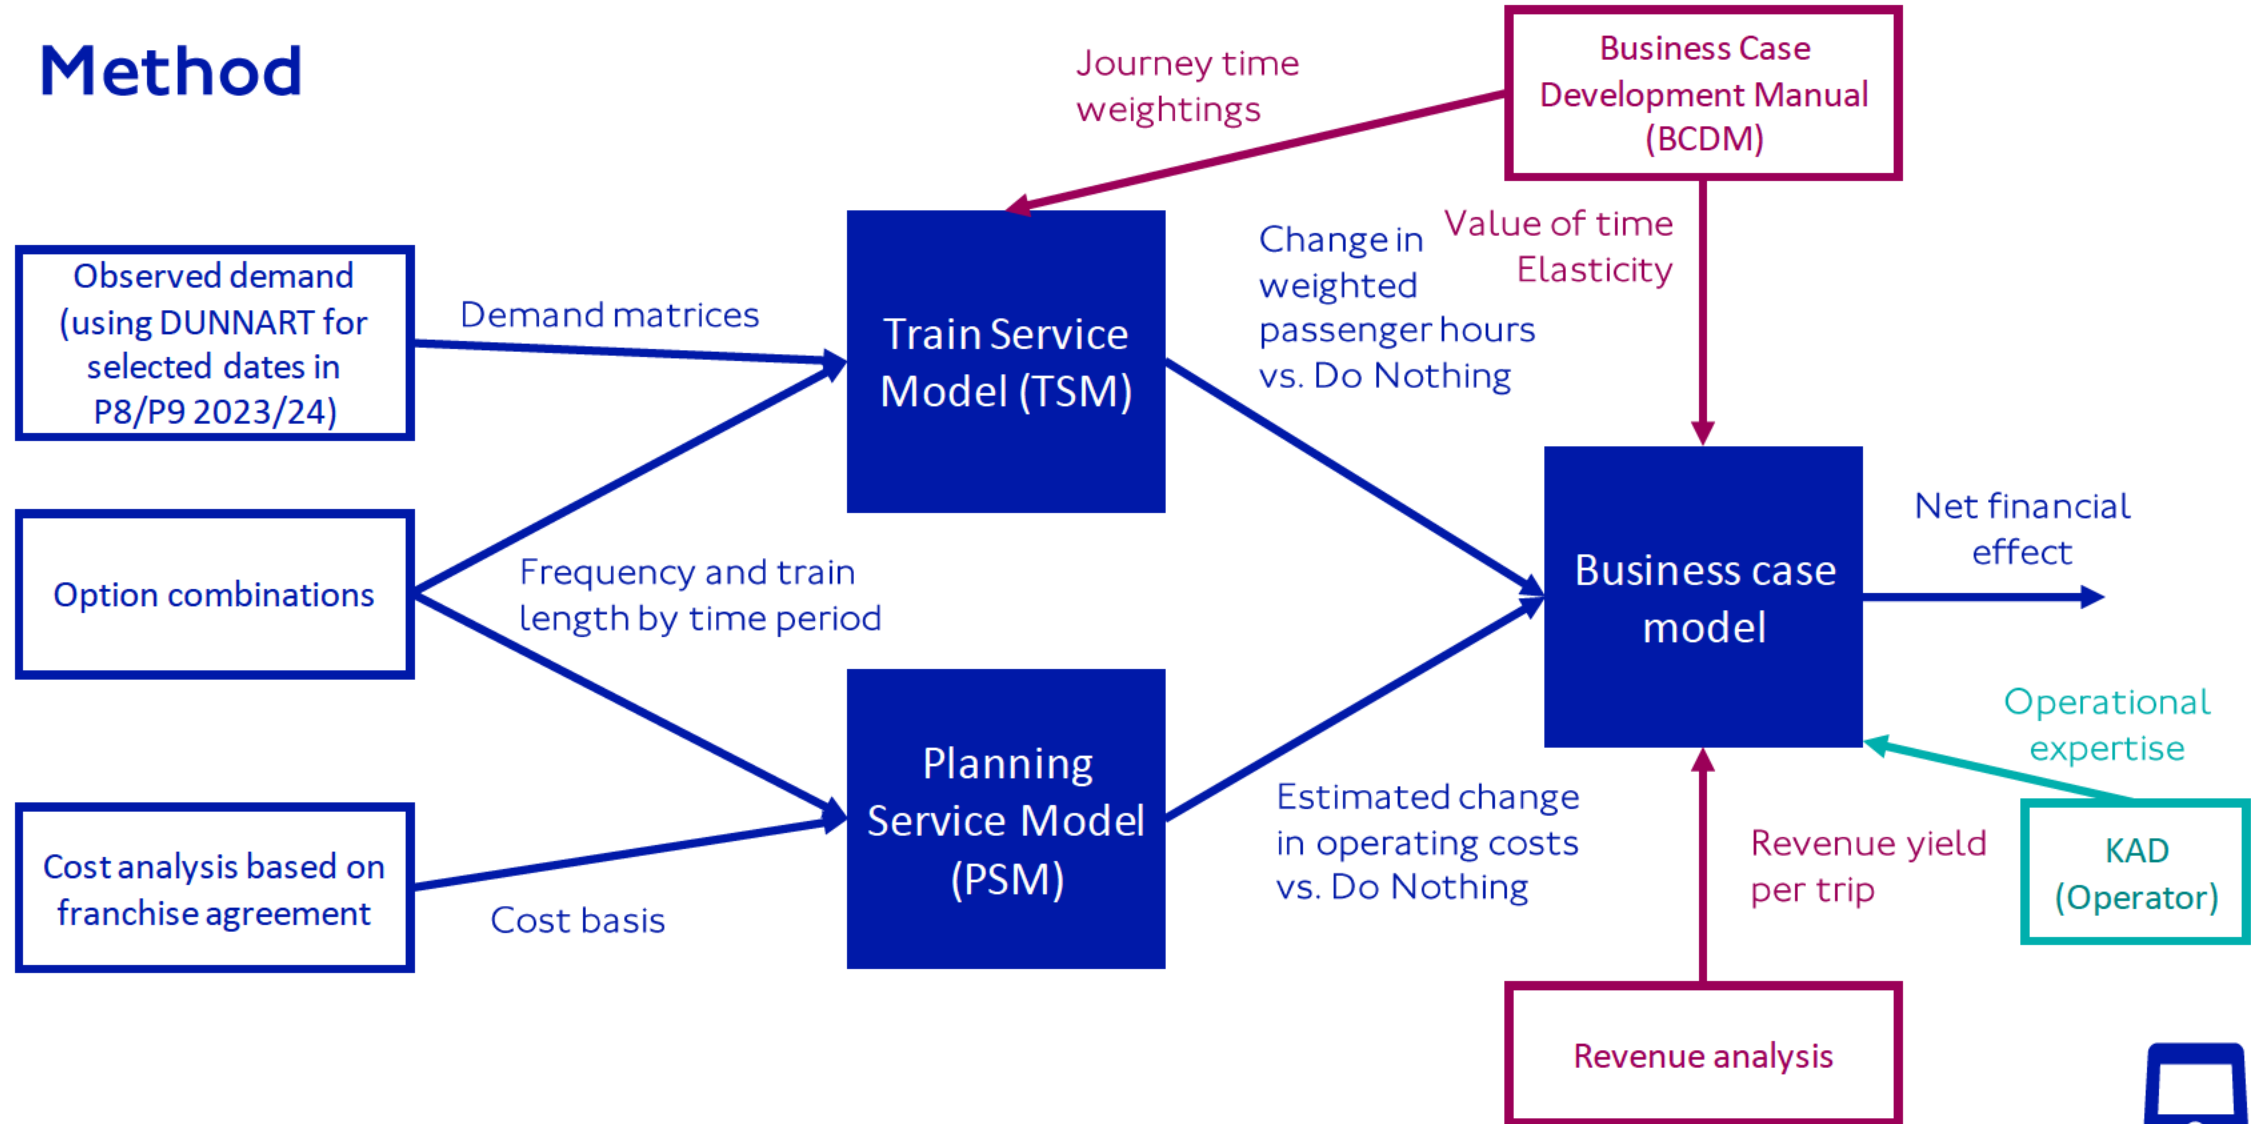 Method
Journey time
weightings
Business Case
Development Manual
(BCDM)
Observed demand
(using DUNNART for
selected dates in
P8/P9 2023/24)
Demand matrices
Train Service
Model (TSM)
Change in
weighted
passenger hours
vs. Do Nothing
Value of time
Elasticity
Option combinations
Frequency and train
length by time period
Business case
model
Net financial
effect
Cost analysis based on
franchise agreement
Cost basis
Planning
Service Model
(PSM)
Estimated change
in operating costs
vs. Do Nothing
Operational
expertise
Revenue yield
per trip
KAD
(Operator)
Revenue analysis